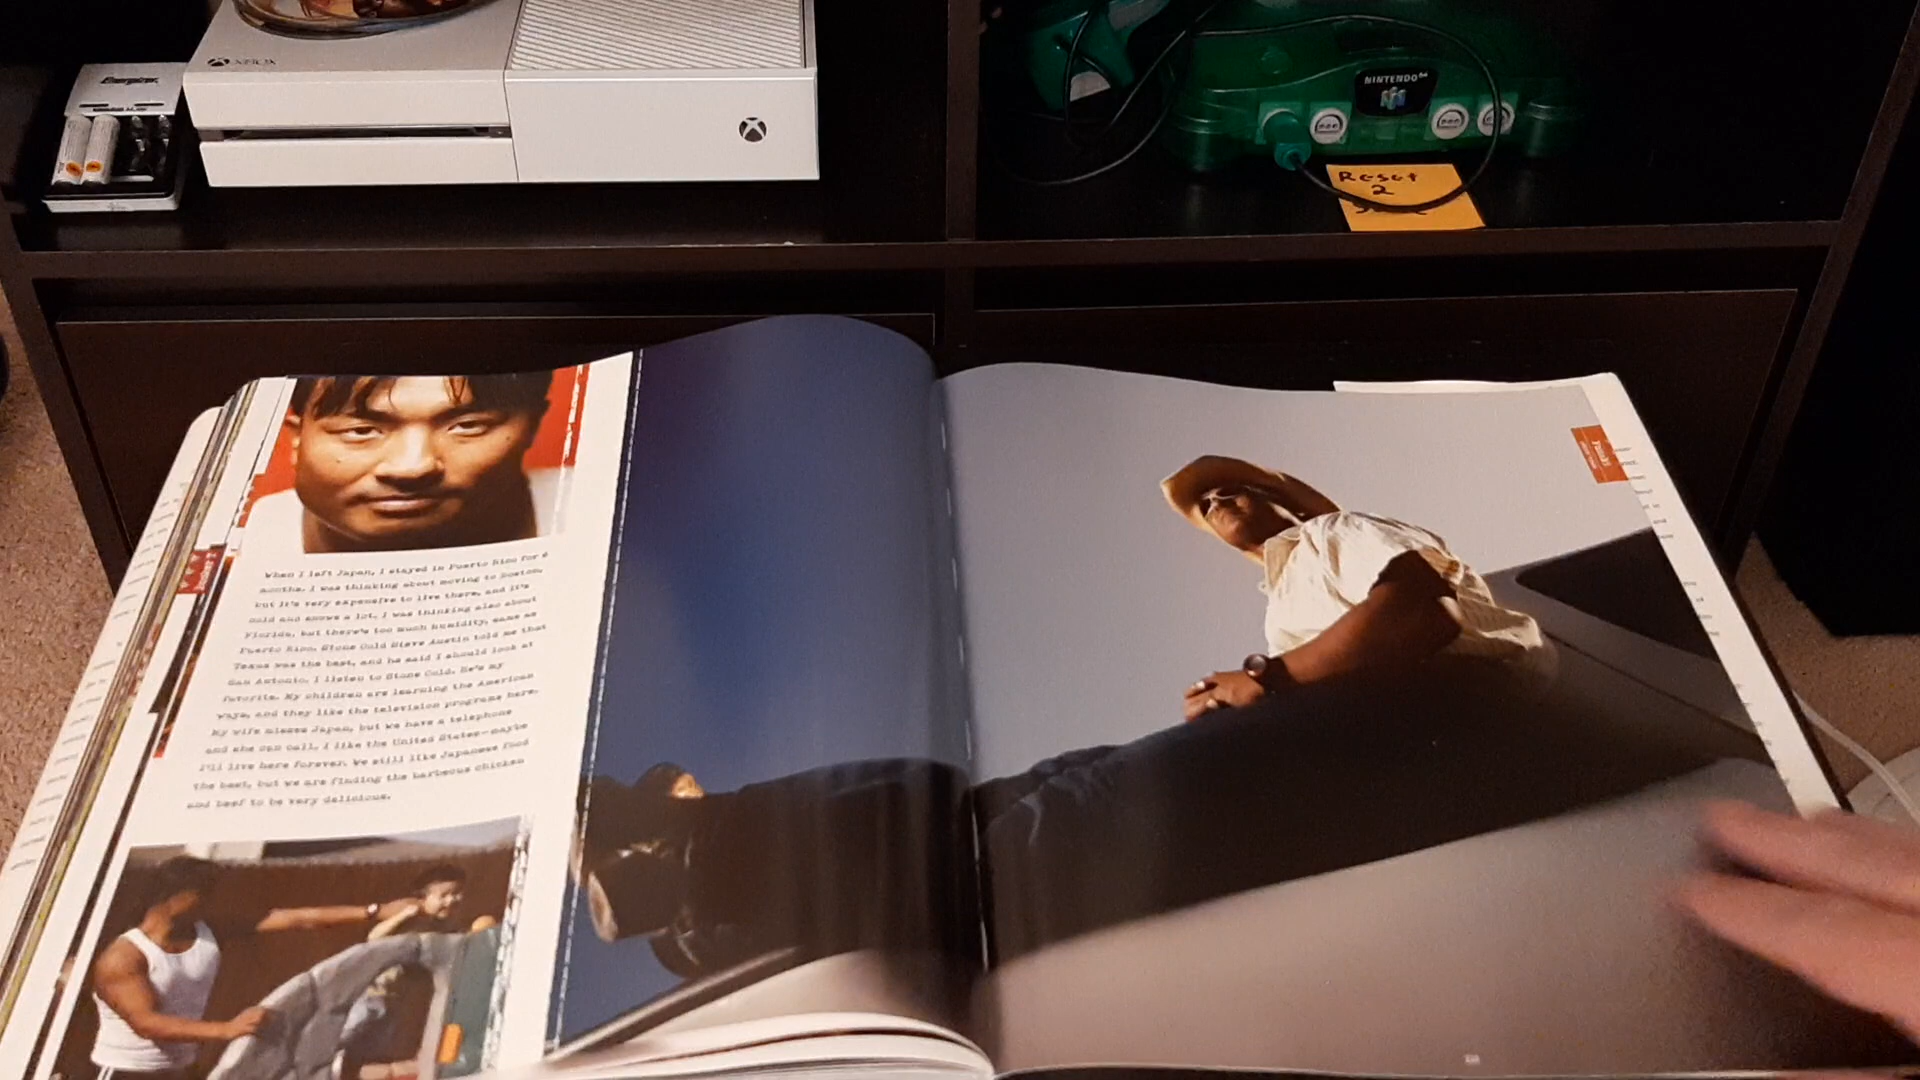 Energizer
XBOX
NINTENDO 64
Reset
2
When I left Japan, I stayed in Puerto Rico for 6
months. I was thinking about moving to Boston,
but it's very expensive to live there, and it's
cold and snows a lot. I was thinking also about
Florida, but there's too much humidity, same as
Puerto Rico. Stone Cold Steve Austin told me that
Texas was the best, and he said I should look at
San Antonio. I listen to Stone Cold. He's my
favorite. My children are learning the American
ways, and they like the television programs here.
My wife misses Japan, but we have a telephone
and she can call. I like the United States—maybe
I'll live here forever. We still like Japanese food
the best, but we are finding the barbecue chicken
and beef to be very delicious.